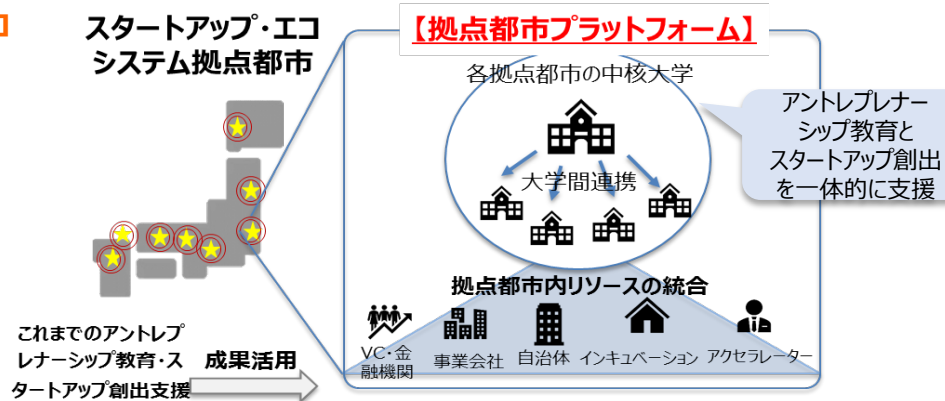 スタートアップ・エコ
システム拠点都市
【拠点都市プラットフォーム】
各拠点都市の中核大学
大学間連携
アントレプレナー
シップ教育と
スタートアップ創出
を一体的に支援
拠点都市内リソースの統合
VC・金
融機関
事業会社
自治体
インキュベーション
アクセラレーター
これまでのアントレプ
レナーシップ教育・ス
タートアップ創出支援
成果活用